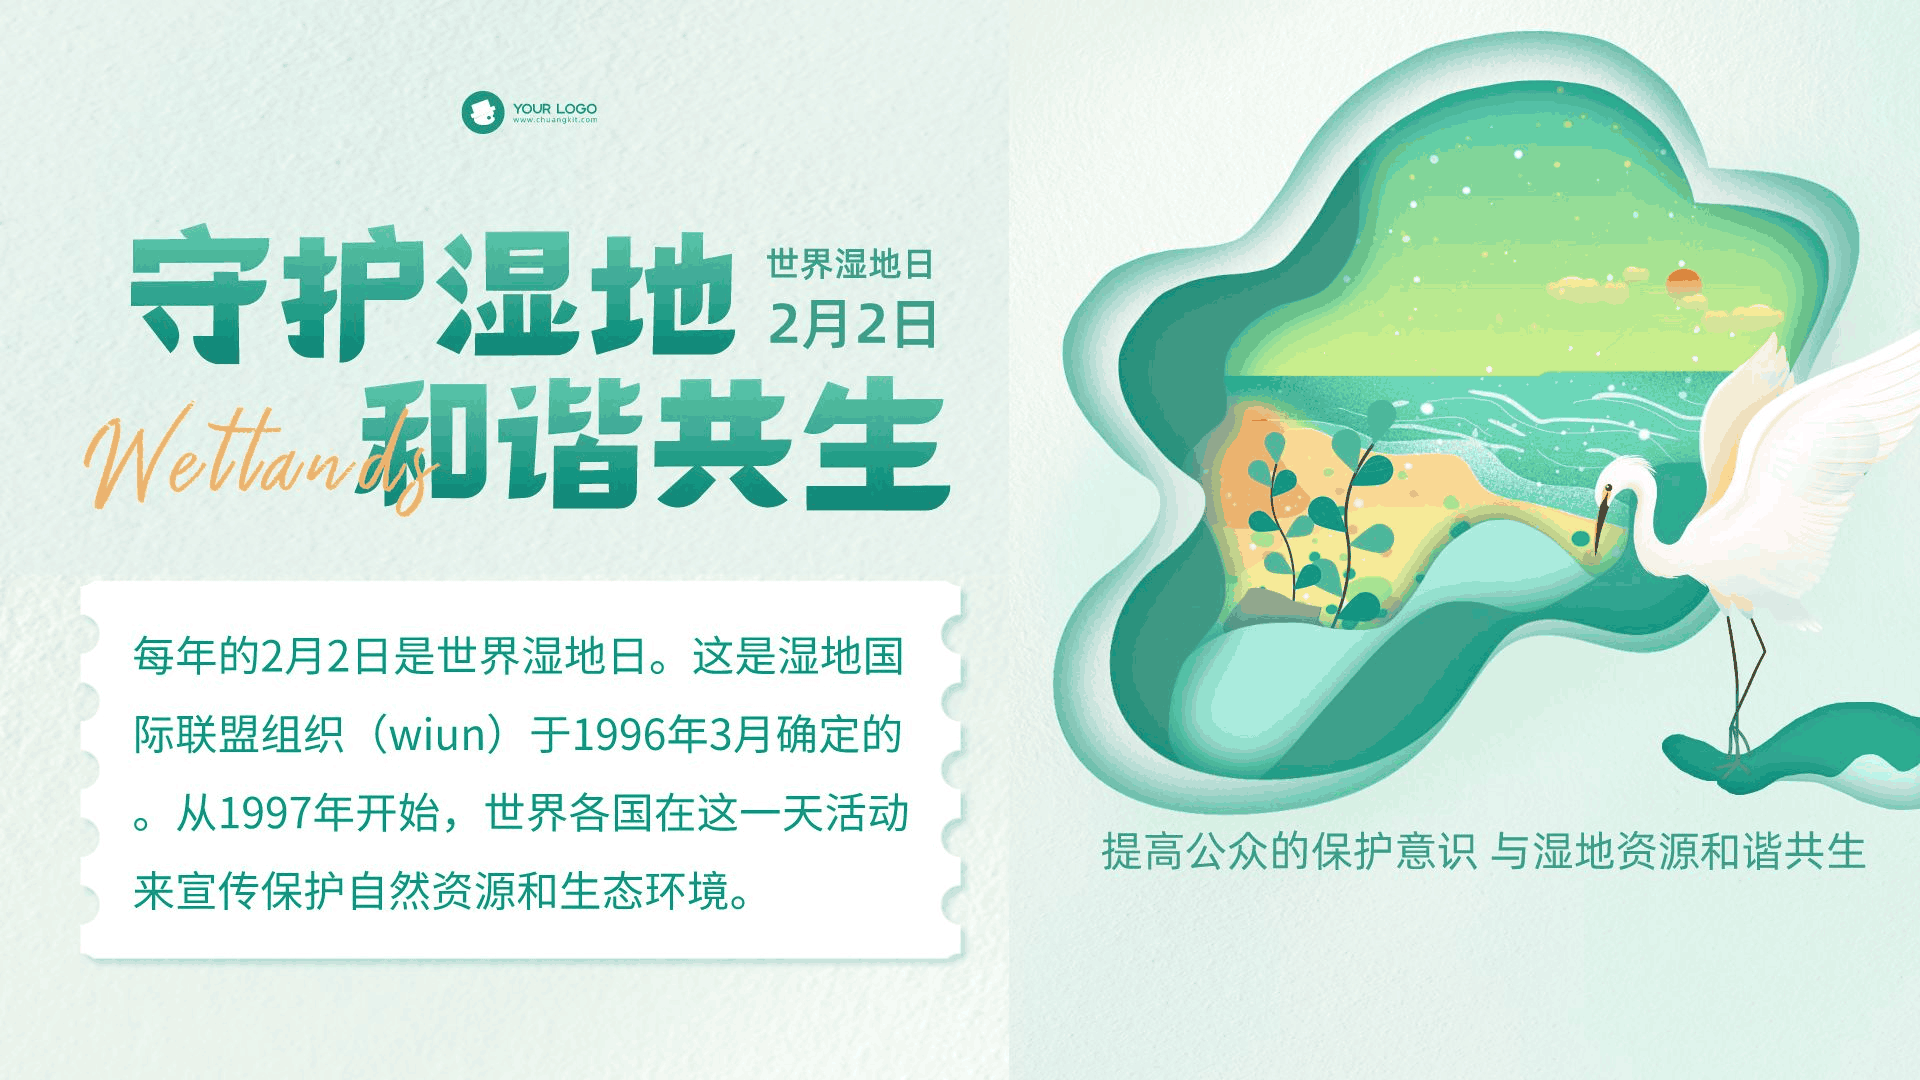 YOUR LOGO
www.chuangkit.com
守护湿地
世界湿地日
2月2日
和谐共生
Wetlands
每年的2月2日是世界湿地日。这是湿地国
际联盟组织（wiun）于1996年3月确定的
。从1997年开始，世界各国在这一天活动
来宣传保护自然资源和生态环境。
提高公众的保护意识 与湿地资源和谐共生